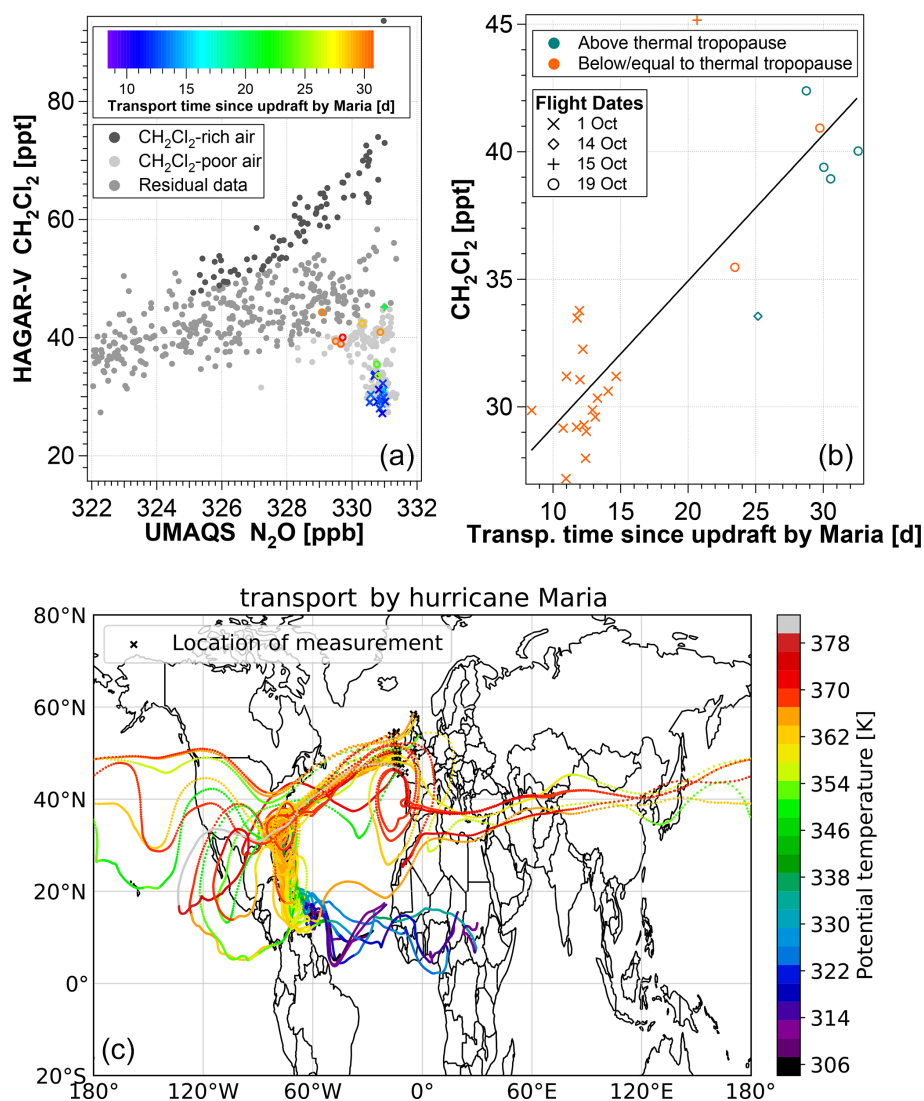 HAGAR-V CH₂Cl₂ [ppt]
80
60
40
20
10 15 20 25 30
Transport time since updraft by Maria [d]
CH₂Cl₂-rich air
CH₂Cl₂-poor air
Residual data
(a)
322 324 326 328 330 332
UMAQS N₂O [ppb]
CH₂Cl₂ [ppt]
45
40
35
30
Above thermal tropopause
Below/equal to thermal tropopause
Flight Dates
1 Oct
14 Oct
15 Oct
19 Oct
(b)
10 15 20 25 30
Transp. time since updraft by Maria [d]
transport by hurricane Maria
80°N
60°N
40°N
20°N
0°
20°S
Location of measurement
(c)
180° 120°W 60°W 0° 60°E 120°E 180°
378
370
362
354
346
338
330
322
314
306
Potential temperature [K]